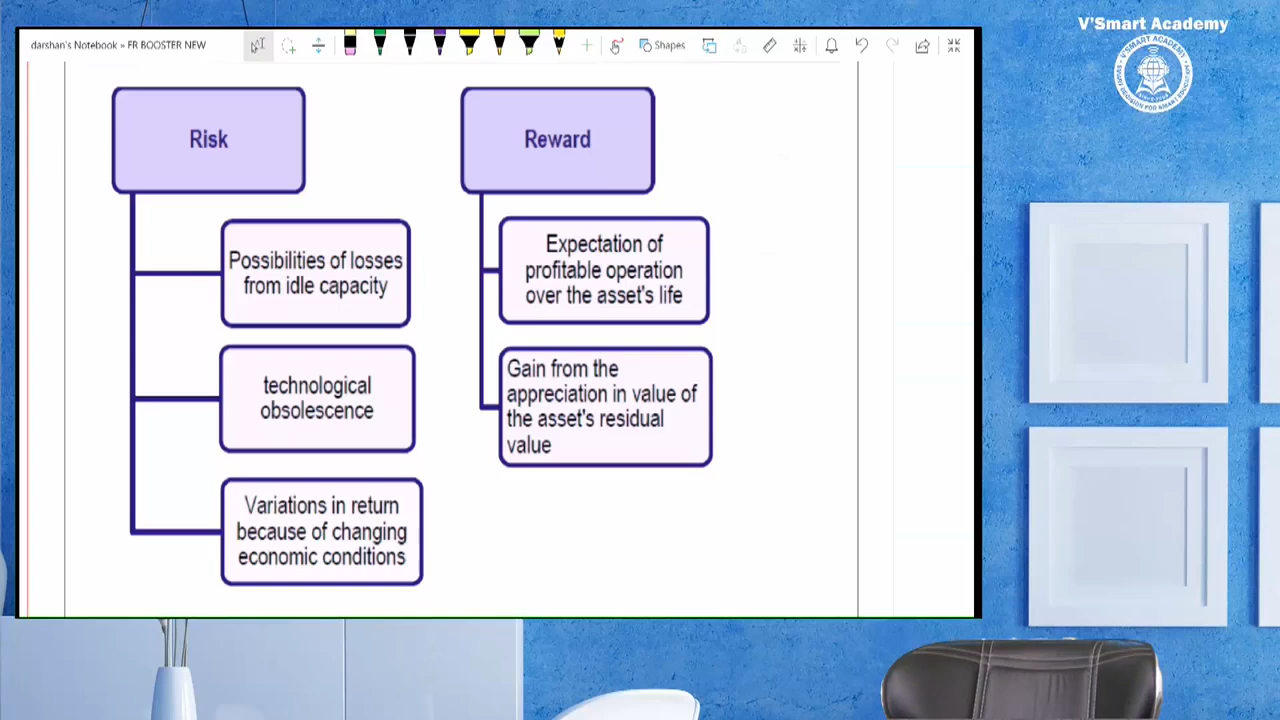 V'Smart Academy
darshan's Notebook » FR BOOSTER NEW
Shapes
Risk
Possibilities of losses
from idle capacity
technological
obsolescence
Variations in return
because of changing
economic conditions
Reward
Expectation of
profitable operation
over the asset's life
Gain from the
appreciation in value of
the asset's residual
value